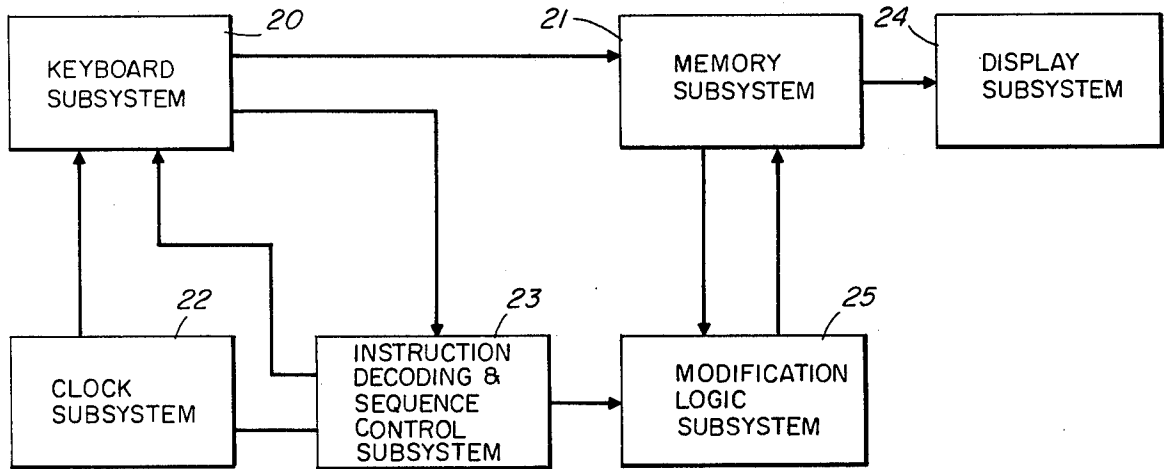 20
KEYBOARD
SUBSYSTEM
21
MEMORY
SUBSYSTEM
24
DISPLAY
SUBSYSTEM
22
CLOCK
SUBSYSTEM
23
INSTRUCTION
DECODING &
SEQUENCE
CONTROL
SUBSYSTEM
25
MODIFICATION
LOGIC
SUBSYSTEM